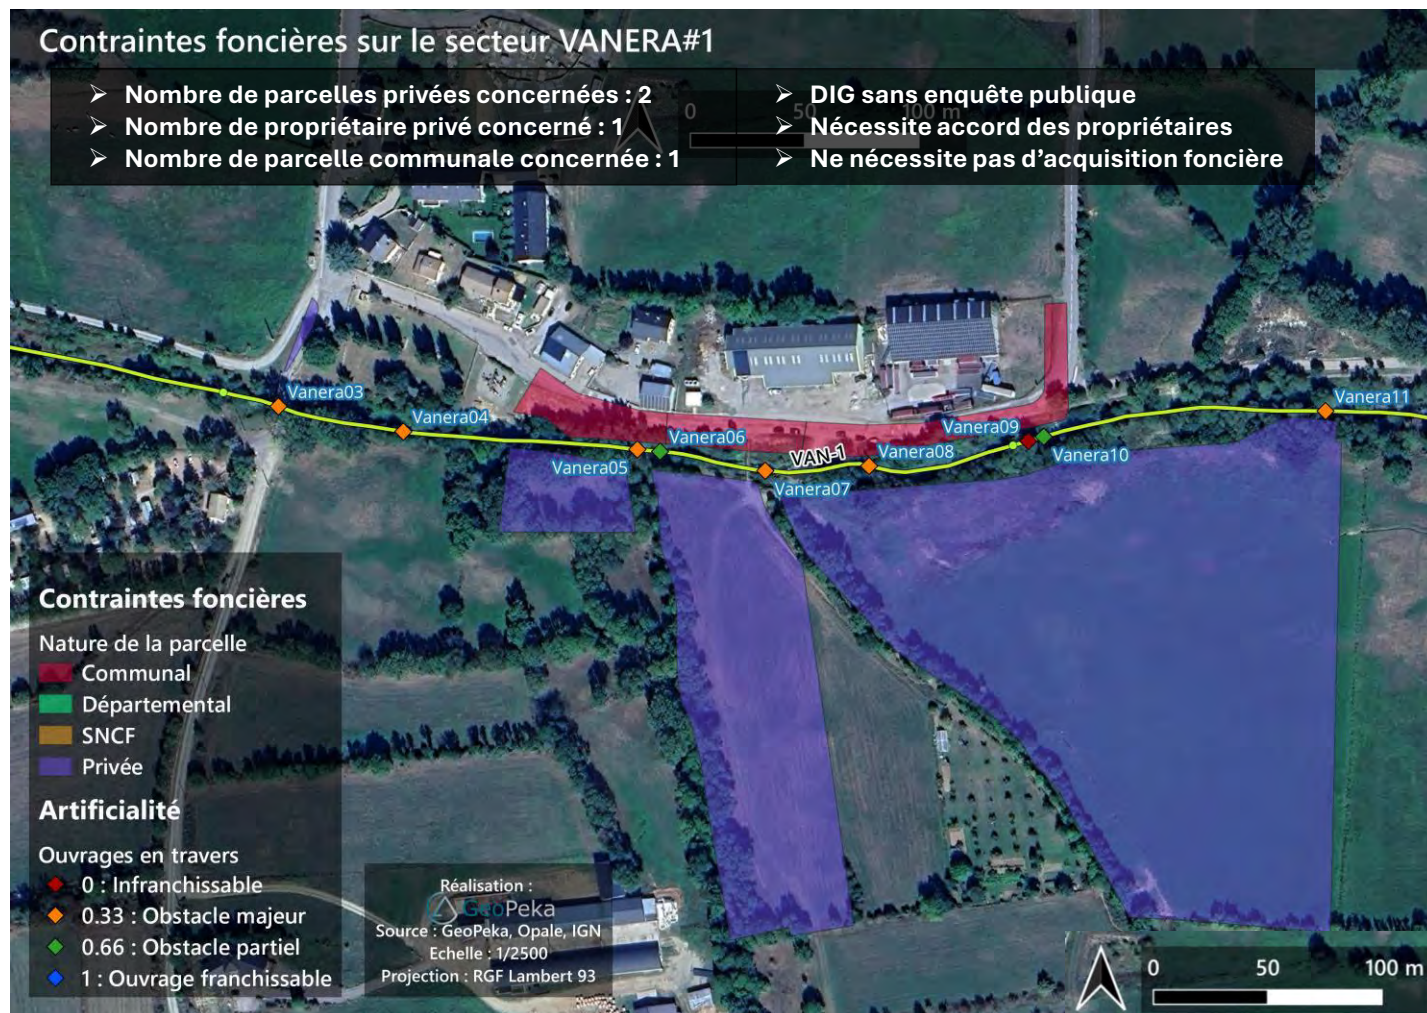 Contraintes foncières sur le secteur VANERA#1
➢ Nombre de parcelles privées concernées : 2
➢ Nombre de propriétaire privé concerné : 1
➢ Nombre de parcelle communale concernée : 1
➢ DIG sans enquête publique
➢ Nécessite accord des propriétaires
➢ Ne nécessite pas d'acquisition foncière
0 50 100 m
Vanera03
Vanera04
Vanera05
Vanera06
VAN-1
Vanera07
Vanera08
Vanera09
Vanera10
Vanera11
Contraintes foncières
Nature de la parcelle
Communal
Départemental
SNCF
Privée
Artificialité
Ouvrages en travers
0 : Infranchissable
0.33 : Obstacle majeur
0.66 : Obstacle partiel
1 : Ouvrage franchissable
Réalisation :
GeoPeka
Source : GeoPeka, Opale, IGN
Echelle : 1/2500
Projection : RGF Lambert 93
0 50 100 m